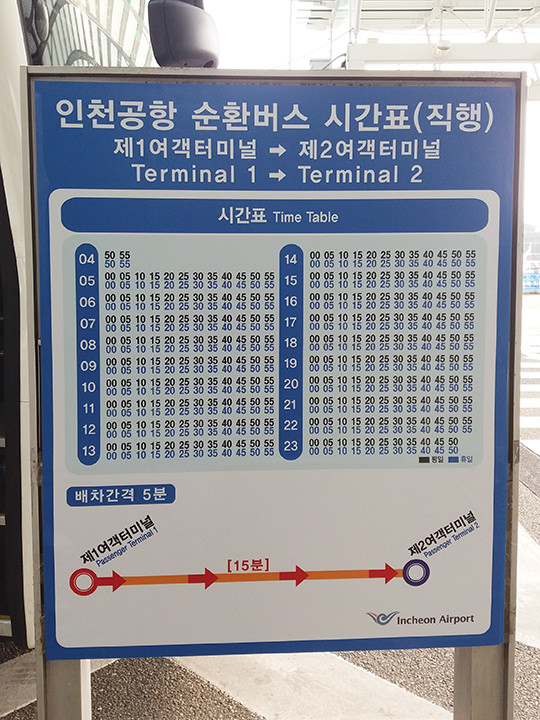 인천공항 순환버스 시간표(직행)
제1여객터미널 → 제2여객터미널
Terminal 1 → Terminal 2
시간표 Time Table
04 50 55
50 55
05 00 05 10 15 20 25 30 35 40 45 50 55
00 05 10 15 20 25 30 35 40 45 50 55
06 00 05 10 15 20 25 30 35 40 45 50 55
00 05 10 15 20 25 30 35 40 45 50 55
07 00 05 10 15 20 25 30 35 40 45 50 55
00 05 10 15 20 25 30 35 40 45 50 55
08 00 05 10 15 20 25 30 35 40 45 50 55
00 05 10 15 20 25 30 35 40 45 50 55
09 00 05 10 15 20 25 30 35 40 45 50 55
00 05 10 15 20 25 30 35 40 45 50 55
10 00 05 10 15 20 25 30 35 40 45 50 55
00 05 10 15 20 25 30 35 40 45 50 55
11 00 05 10 15 20 25 30 35 40 45 50 55
00 05 10 15 20 25 30 35 40 45 50 55
12 00 05 10 15 20 25 30 35 40 45 50 55
00 05 10 15 20 25 30 35 40 45 50 55
13 00 05 10 15 20 25 30 35 40 45 50 55
00 05 10 15 20 25 30 35 40 45 50 55
14 00 05 10 15 20 25 30 35 40 45 50 55
00 05 10 15 20 25 30 35 40 45 50 55
15 00 05 10 15 20 25 30 35 40 45 50 55
00 05 10 15 20 25 30 35 40 45 50 55
16 00 05 10 15 20 25 30 35 40 45 50 55
00 05 10 15 20 25 30 35 40 45 50 55
17 00 05 10 15 20 25 30 35 40 45 50 55
00 05 10 15 20 25 30 35 40 45 50 55
18 00 05 10 15 20 25 30 35 40 45 50 55
00 05 10 15 20 25 30 35 40 45 50 55
19 00 05 10 15 20 25 30 35 40 45 50 55
00 05 10 15 20 25 30 35 40 45 50 55
20 00 05 10 15 20 25 30 35 40 45 50 55
00 05 10 15 20 25 30 35 40 45 50 55
21 00 05 10 15 20 25 30 35 40 45 50 55
00 05 10 15 20 25 30 35 40 45 50 55
22 00 05 10 15 20 25 30 35 40 45 50 55
00 05 10 15 20 25 30 35 40 45 50 55
23 00 05 10 15 20 25 30 35 40 45 50
00 05 10 15 20 25 30 35 40 45 50
평일 휴일
배차간격 5분
제1여객터미널
Passenger Terminal 1
[15분]
제2여객터미널
Passenger Terminal 2
Incheon Airport